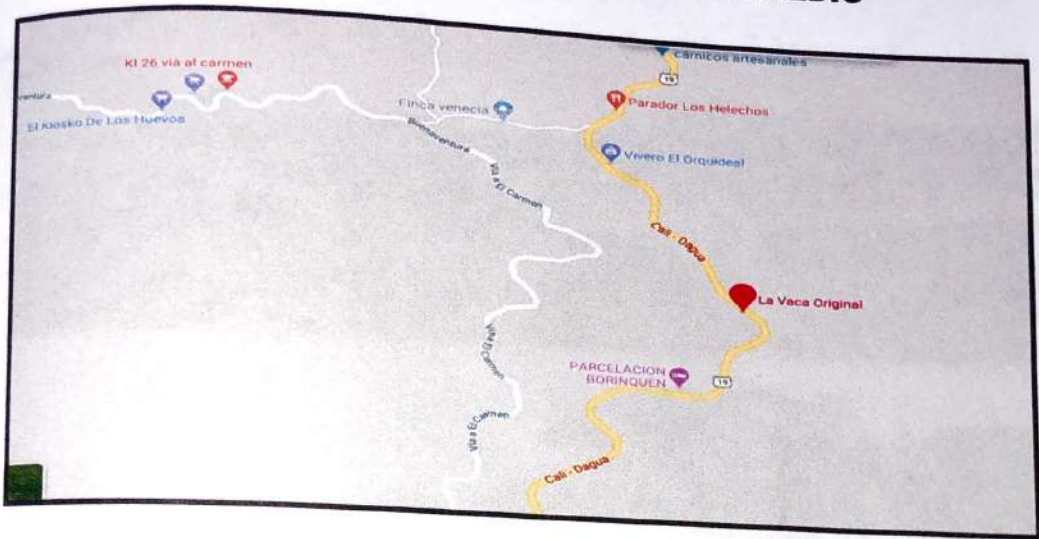 cárnicos artesanales
19
Kl 26 vía al carmen
Parador Los Helechos
Finca venecia
El Kiosko De Los Huevos
Buenaventura
Vivero El Orquideal
Vía El Carmen
Cali - Dagua
La Vaca Original
Vía El Carmen
PARCELACION
BORINQUEN
19
Vía El Carmen
Cali - Dagua